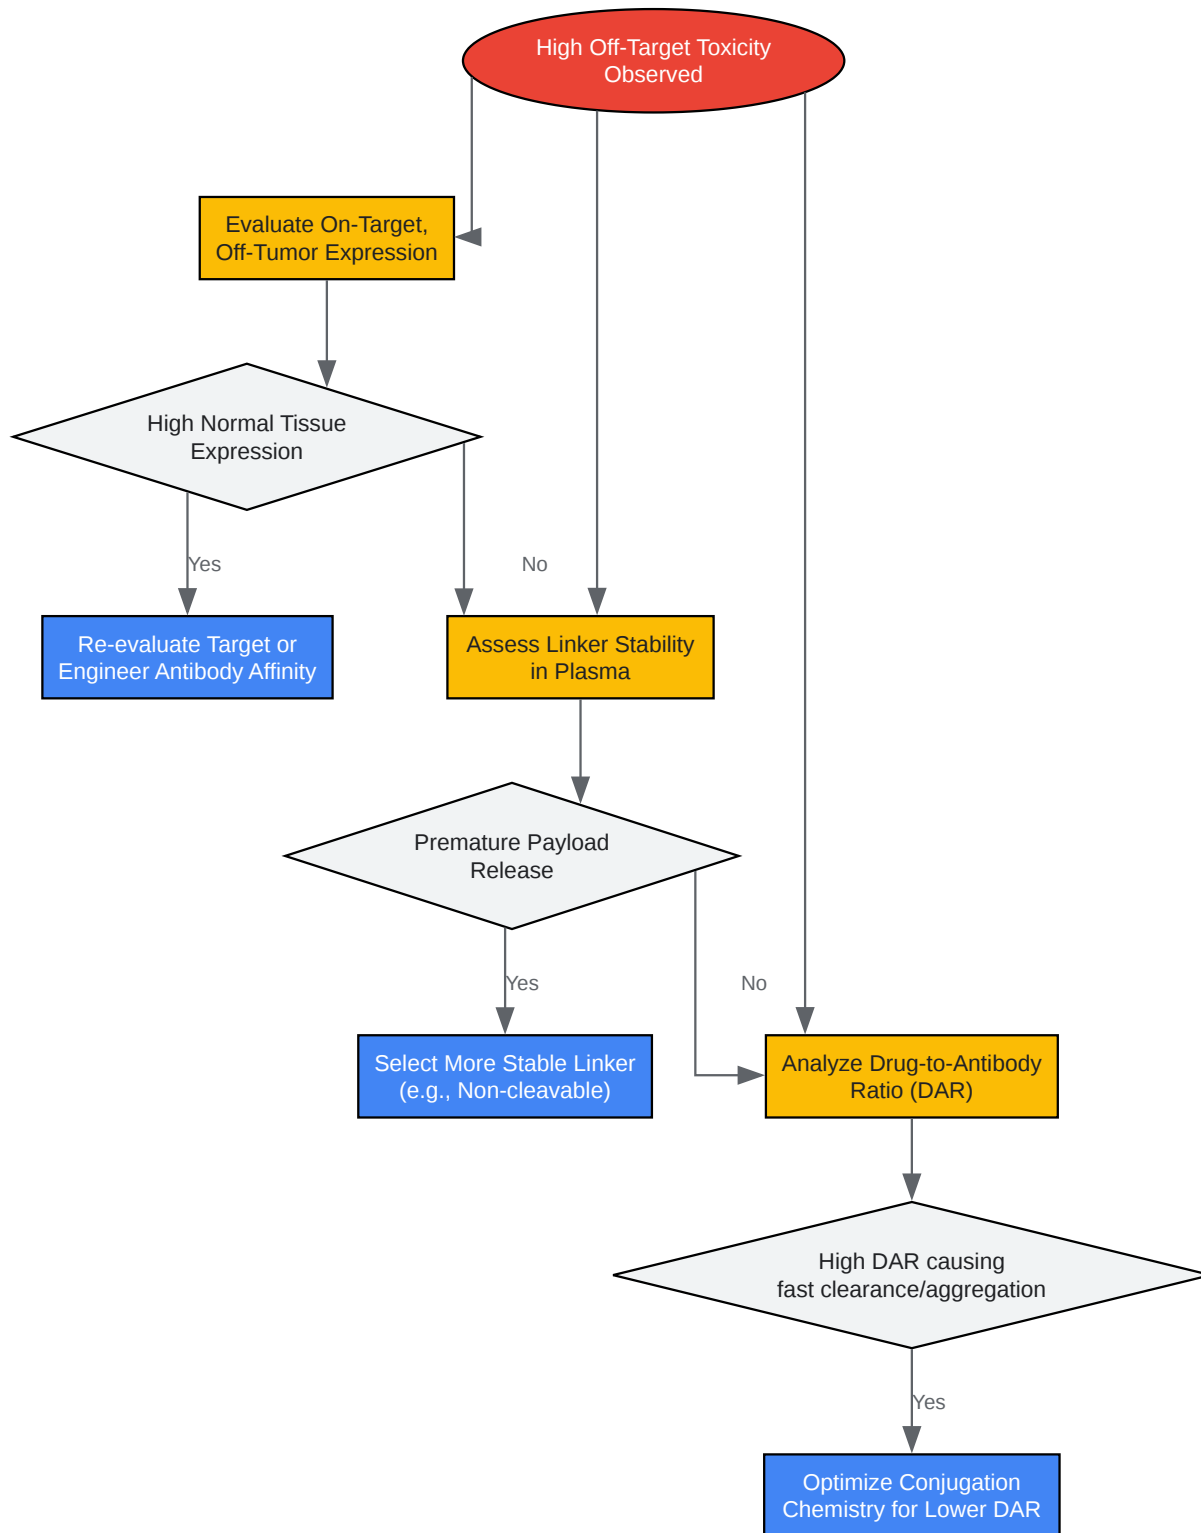 High Off-Target Toxicity
Observed
Evaluate On-Target,
Off-Tumor Expression
High Normal Tissue
Expression
Yes
No
Re-evaluate Target or
Engineer Antibody Affinity
Assess Linker Stability
in Plasma
Premature Payload
Release
Yes
No
Select More Stable Linker
(e.g., Non-cleavable)
Analyze Drug-to-Antibody
Ratio (DAR)
High DAR causing
fast clearance/aggregation
Yes
Optimize Conjugation
Chemistry for Lower DAR